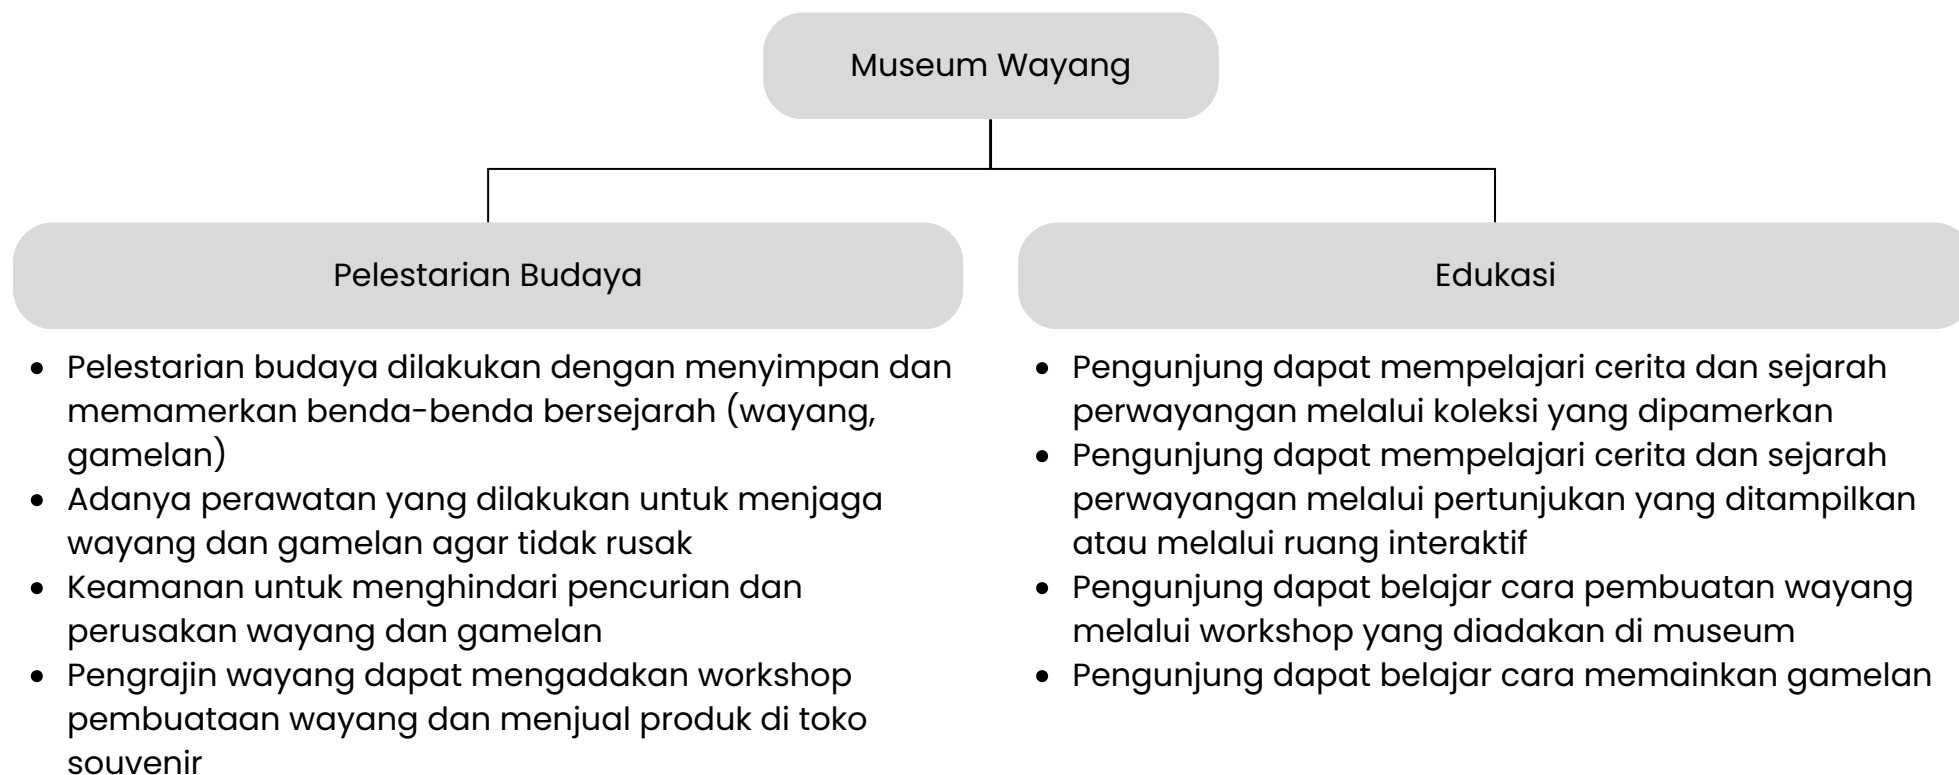 Museum Wayang
Pelestarian Budaya
• Pelestarian budaya dilakukan dengan menyimpan dan
memamerkan benda-benda bersejarah (wayang,
gamelan)
• Adanya perawatan yang dilakukan untuk menjaga
wayang dan gamelan agar tidak rusak
• Keamanan untuk menghindari pencurian dan
perusakan wayang dan gamelan
• Pengrajin wayang dapat mengadakan workshop
pembuataan wayang dan menjual produk di toko
souvenir
Edukasi
• Pengunjung dapat mempelajari cerita dan sejarah
perwayangan melalui koleksi yang dipamerkan
• Pengunjung dapat mempelajari cerita dan sejarah
perwayangan melalui pertunjukan yang ditampilkan
atau melalui ruang interaktif
• Pengunjung dapat belajar cara pembuatan wayang
melalui workshop yang diadakan di museum
• Pengunjung dapat belajar cara memainkan gamelan